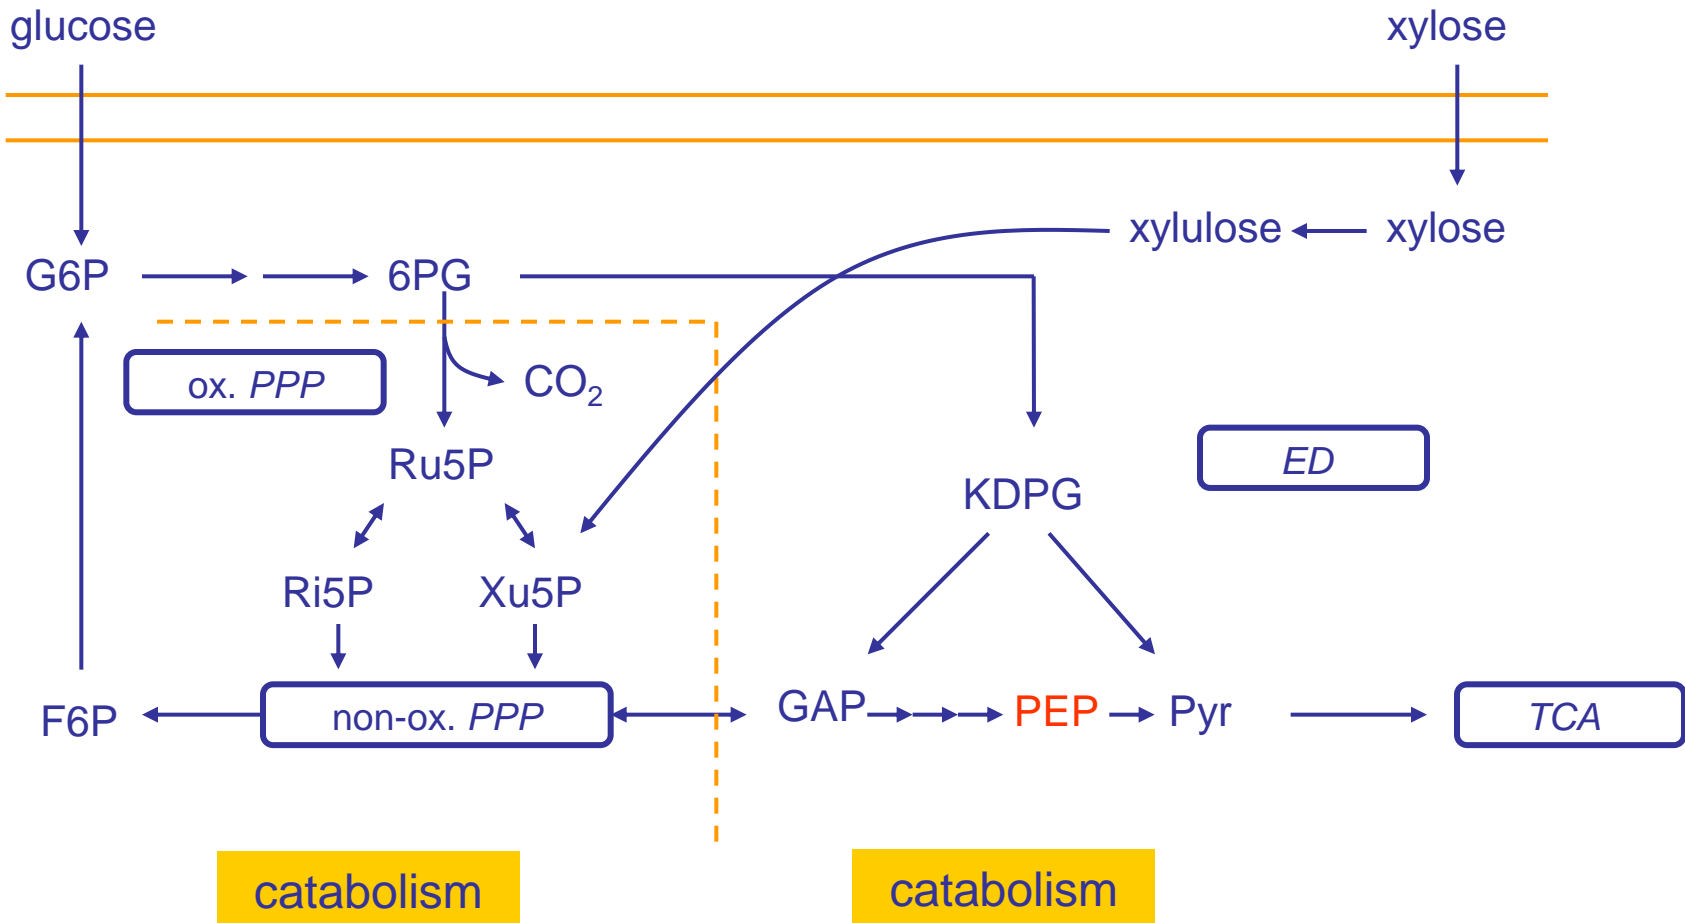 glucose
xylose
xylulose
xylose
G6P
6PG
ox. PPP
CO₂
Ru5P
ED
KDPG
Ri5P
Xu5P
F6P
non-ox. PPP
GAP
PEP
Pyr
TCA
catabolism
catabolism